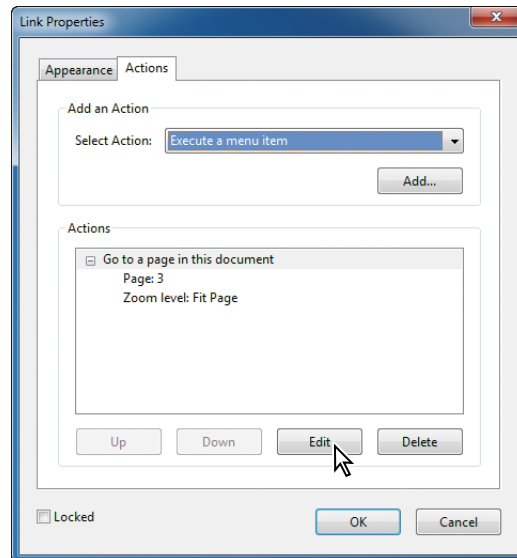 Link Properties
x
Appearance Actions
Add an Action
Select Action: Execute a menu item
Add...
Actions
Go to a page in this document
Page: 3
Zoom level: Fit Page
Up Down Edit Delete
Locked OK Cancel